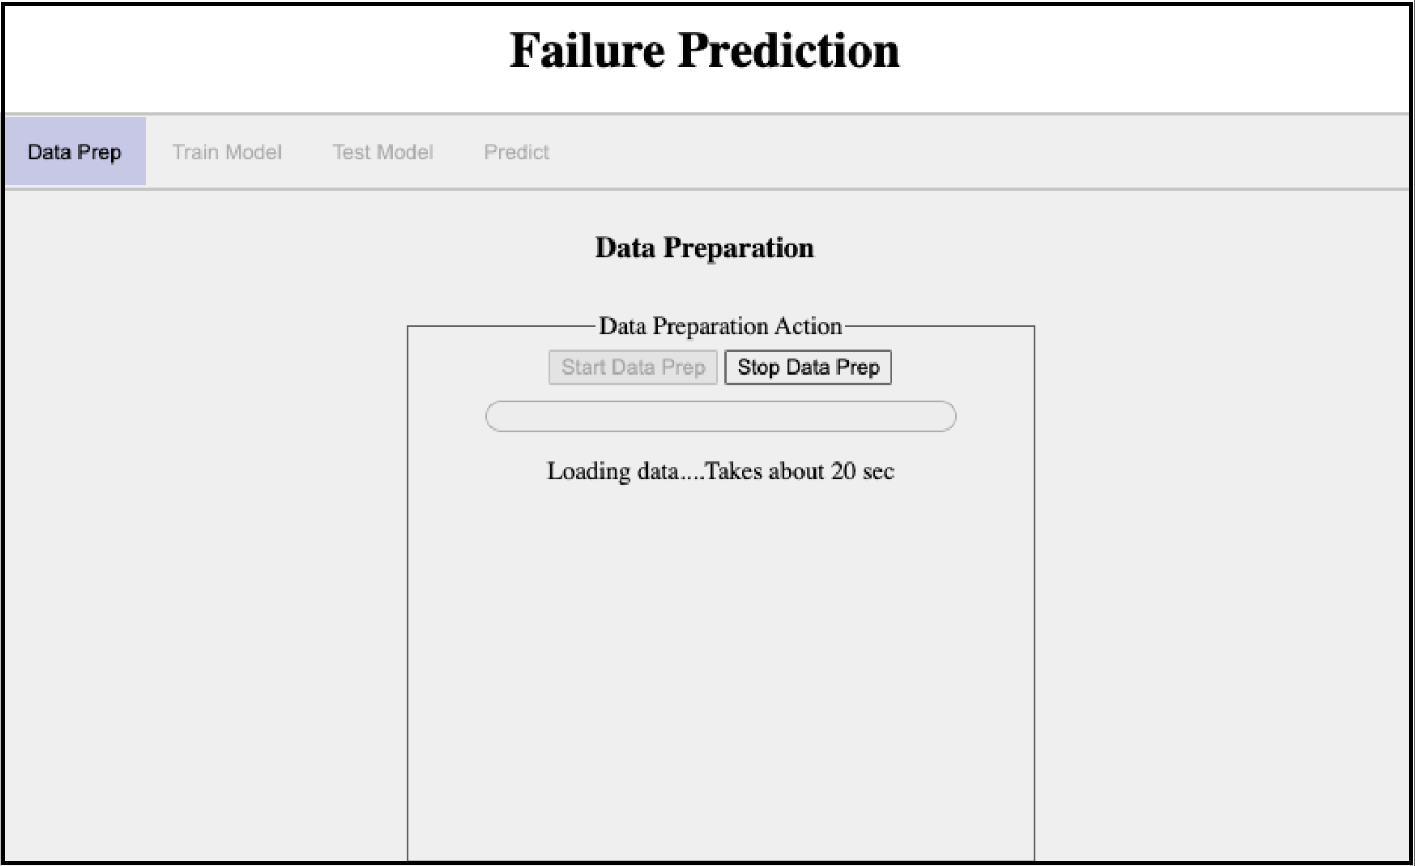 Failure Prediction
Data Prep Train Model Test Model Predict
Data Preparation
Data Preparation Action
Start Data Prep Stop Data Prep
Loading data....Takes about 20 sec